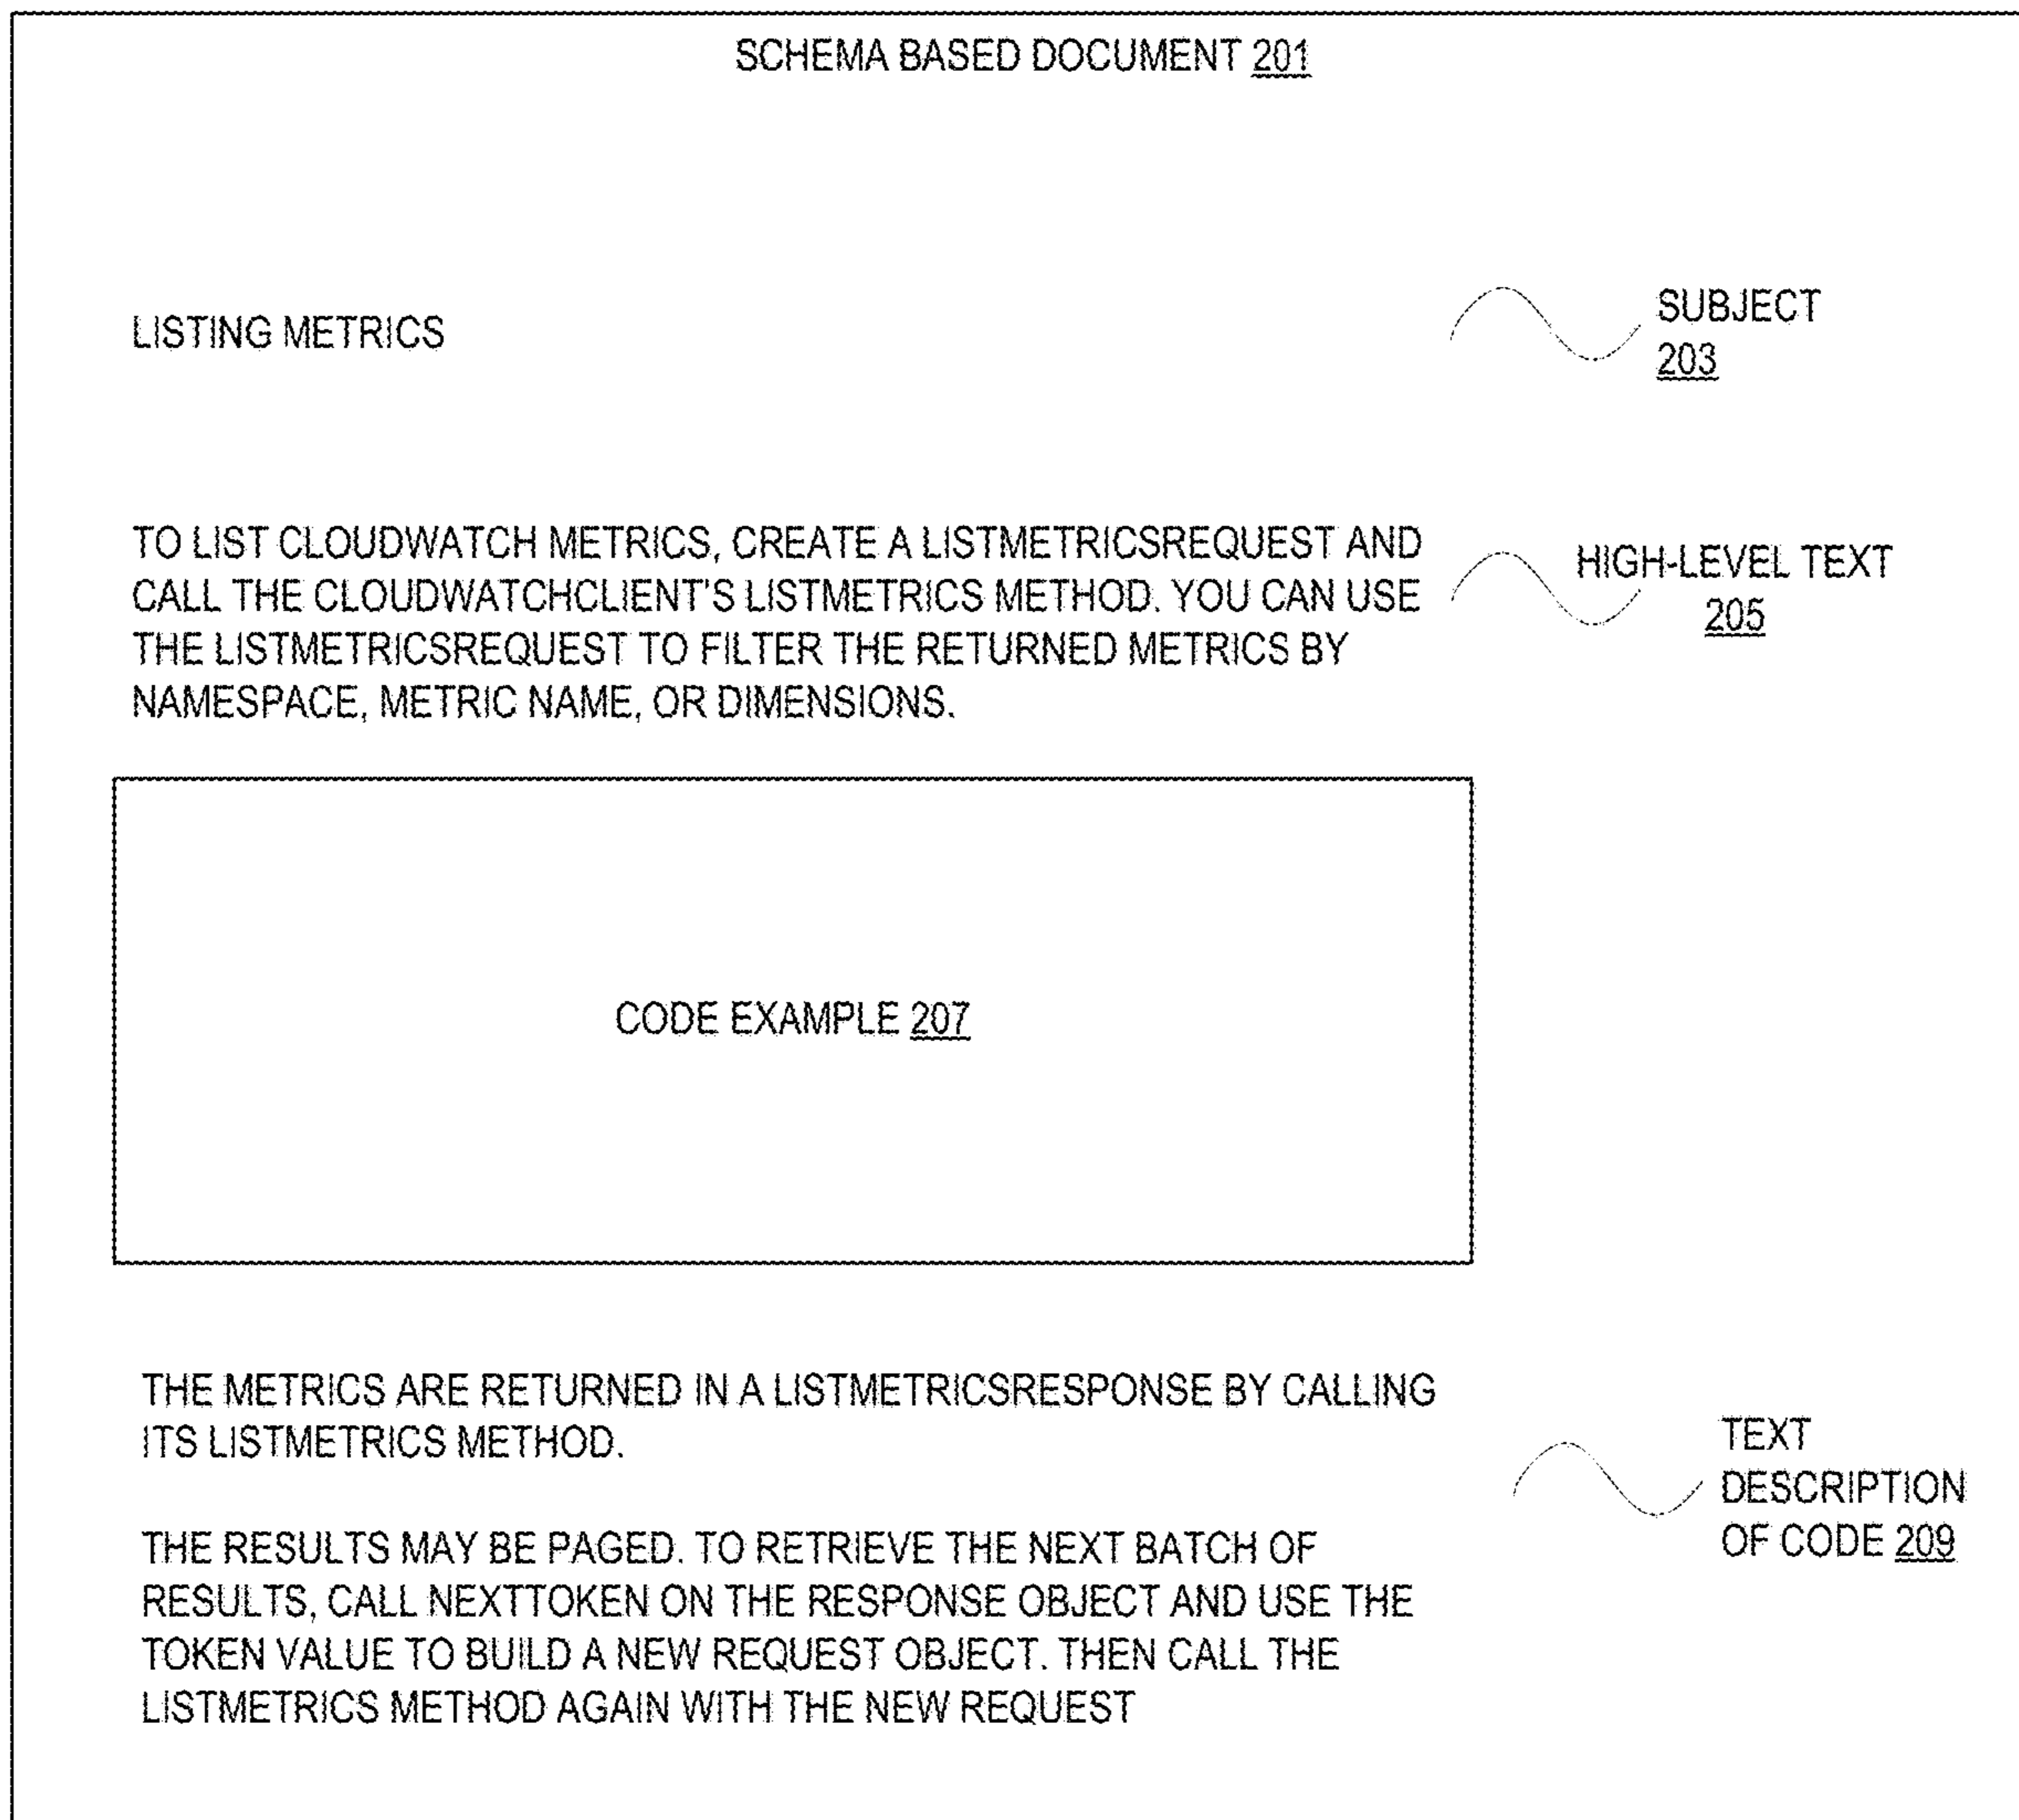 SCHEMA BASED DOCUMENT 201
LISTING METRICS
SUBJECT
203
TO LIST CLOUDWATCH METRICS, CREATE A LISTMETRICSREQUEST AND
CALL THE CLOUDWATCHCLIENT'S LISTMETRICS METHOD. YOU CAN USE
THE LISTMETRICSREQUEST TO FILTER THE RETURNED METRICS BY
NAMESPACE, METRIC NAME, OR DIMENSIONS.
HIGH-LEVEL TEXT
205
CODE EXAMPLE 207
THE METRICS ARE RETURNED IN A LISTMETRICSRESPONSE BY CALLING
ITS LISTMETRICS METHOD.
THE RESULTS MAY BE PAGED. TO RETRIEVE THE NEXT BATCH OF
RESULTS, CALL NEXTTOKEN ON THE RESPONSE OBJECT AND USE THE
TOKEN VALUE TO BUILD A NEW REQUEST OBJECT. THEN CALL THE
LISTMETRICS METHOD AGAIN WITH THE NEW REQUEST
TEXT
DESCRIPTION
OF CODE 209